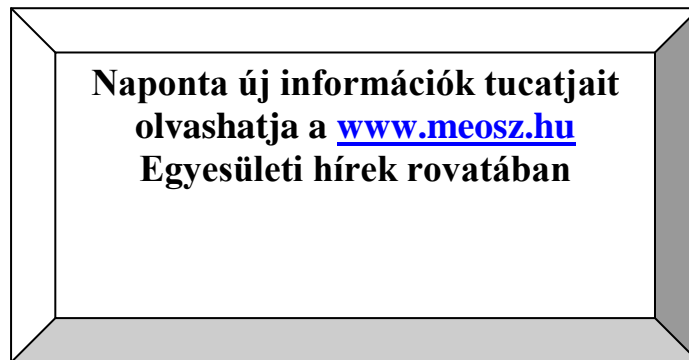 Naponta új információk tucatjait
olvashatja a www.meosz.hu
Egyesületi hírek rovatában